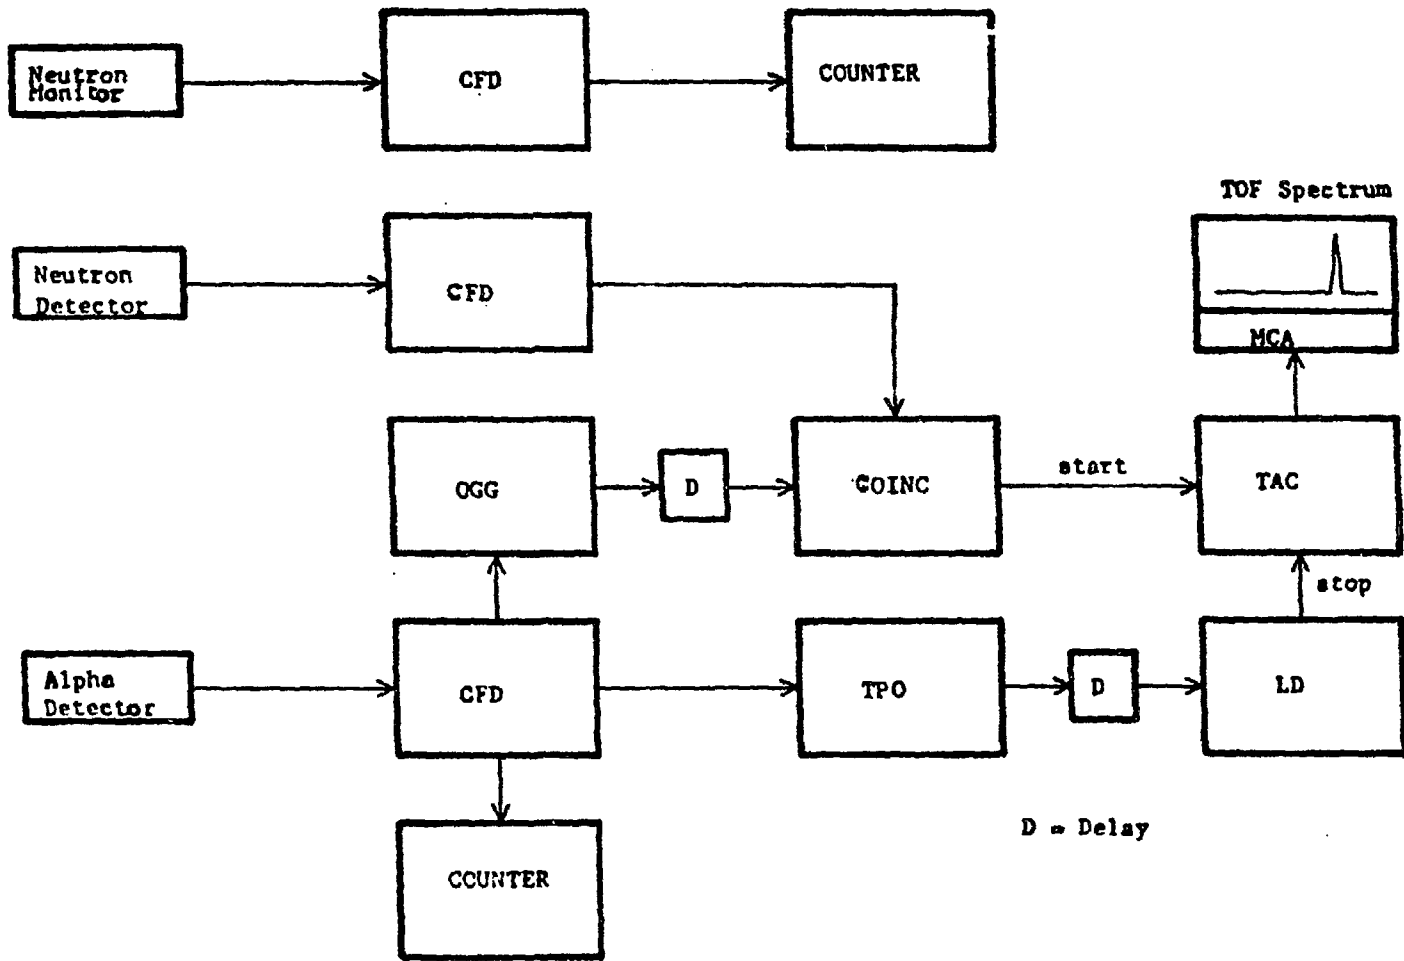 Neutron
Monitor
CFD
COUNTER
TOF Spectrum
MCA
Neutron
Detector
CFD
OGG
D
COINC
start
TAC
stop
Alpha
Detector
CFD
TPO
D
LD
COUNTER
D = Delay